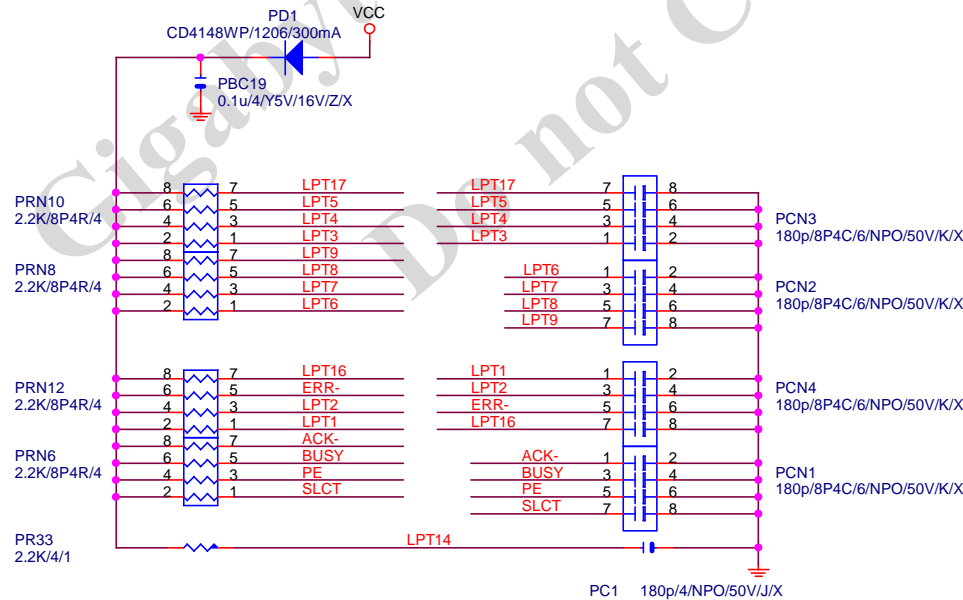 PD1
VCC
CD4148WP/1206/300mA
PBC19
0.1u/4/Y5V/16V/Z/X
PRN10
2.2K/8P4R/4
8 7 LPT17
6 5 LPT5
4 3 LPT4
2 1 LPT3
PRN8
2.2K/8P4R/4
8 7 LPT9
6 5 LPT8
4 3 LPT7
2 1 LPT6
LPT17 7 8
LPT5 5 6
LPT4 3 4
LPT3 1 2
PCN3
180p/8P4C/6/NPO/50V/K/X
LPT6 1 2
LPT7 3 4
LPT8 5 6
LPT9 7 8
PCN2
180p/8P4C/6/NPO/50V/K/X
PRN12
2.2K/8P4R/4
8 7 LPT16
6 5 ERR-
4 3 LPT2
2 1 LPT1
PRN6
2.2K/8P4R/4
8 7 ACK-
6 5 BUSY
4 3 PE
2 1 SLCT
LPT1 1 2
LPT2 3 4
ERR- 5 6
LPT16 7 8
PCN4
180p/8P4C/6/NPO/50V/K/X
ACK- 1 2
BUSY 3 4
PE 5 6
SLCT 7 8
PCN1
180p/8P4C/6/NPO/50V/K/X
PR33
2.2K/4/1
LPT14
PC1 180p/4/NPO/50V/J/X
Do not